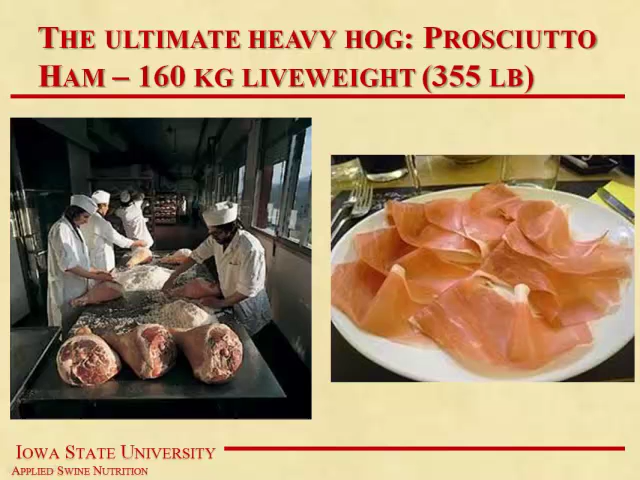 The ultimate heavy hog: Prosciutto
Ham – 160 kg liveweight (355 lb)
Iowa State University
Applied Swine Nutrition